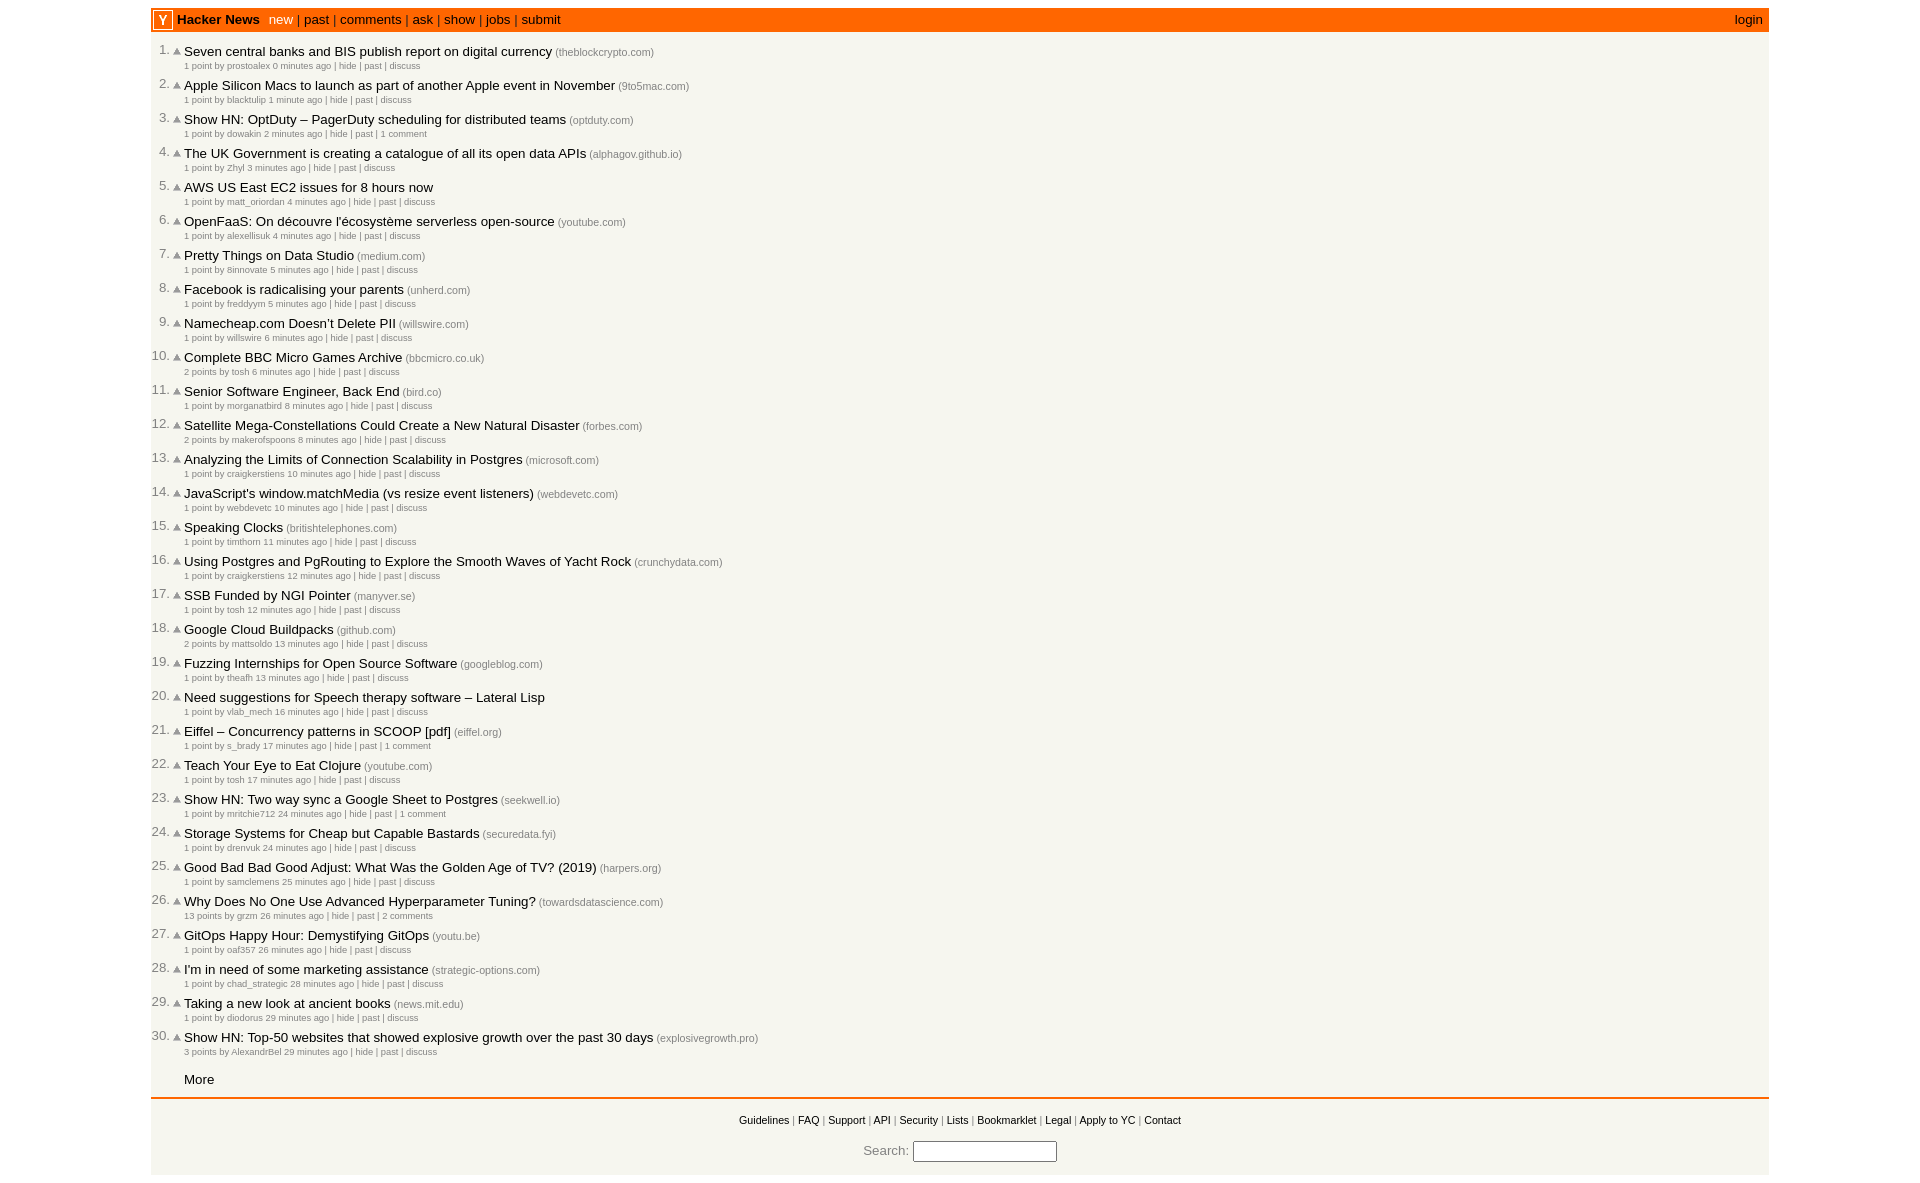 Y Hacker News new | past | comments | ask | show | jobs | submit login
1. Seven central banks and BIS publish report on digital currency (theblockcrypto.com)
1 point by prostoalex 0 minutes ago | hide | past | discuss
2. Apple Silicon Macs to launch as part of another Apple event in November (9to5mac.com)
1 point by blacktulip 1 minute ago | hide | past | discuss
3. Show HN: OptDuty – PagerDuty scheduling for distributed teams (optduty.com)
1 point by dowakin 2 minutes ago | hide | past | 1 comment
4. The UK Government is creating a catalogue of all its open data APIs (alphagov.github.io)
1 point by Zhyl 3 minutes ago | hide | past | discuss
5. AWS US East EC2 issues for 8 hours now
1 point by matt_oriordan 4 minutes ago | hide | past | discuss
6. OpenFaaS: On découvre l'écosystème serverless open-source (youtube.com)
1 point by alexellisuk 4 minutes ago | hide | past | discuss
7. Pretty Things on Data Studio (medium.com)
1 point by 8innovate 5 minutes ago | hide | past | discuss
8. Facebook is radicalising your parents (unherd.com)
1 point by freddyym 5 minutes ago | hide | past | discuss
9. Namecheap.com Doesn’t Delete PII (willswire.com)
1 point by willswire 6 minutes ago | hide | past | discuss
10. Complete BBC Micro Games Archive (bbcmicro.co.uk)
2 points by tosh 6 minutes ago | hide | past | discuss
11. Senior Software Engineer, Back End (bird.co)
1 point by morganatbird 8 minutes ago | hide | past | discuss
12. Satellite Mega-Constellations Could Create a New Natural Disaster (forbes.com)
2 points by makerofspoons 8 minutes ago | hide | past | discuss
13. Analyzing the Limits of Connection Scalability in Postgres (microsoft.com)
1 point by craigkerstiens 10 minutes ago | hide | past | discuss
14. JavaScript's window.matchMedia (vs resize event listeners) (webdevetc.com)
1 point by webdevetc 10 minutes ago | hide | past | discuss
15. Speaking Clocks (britishtelephones.com)
1 point by timthorn 11 minutes ago | hide | past | discuss
16. Using Postgres and PgRouting to Explore the Smooth Waves of Yacht Rock (crunchydata.com)
1 point by craigkerstiens 12 minutes ago | hide | past | discuss
17. SSB Funded by NGI Pointer (manyver.se)
1 point by tosh 12 minutes ago | hide | past | discuss
18. Google Cloud Buildpacks (github.com)
2 points by mattsoldo 13 minutes ago | hide | past | discuss
19. Fuzzing Internships for Open Source Software (googleblog.com)
1 point by theafh 13 minutes ago | hide | past | discuss
20. Need suggestions for Speech therapy software – Lateral Lisp
1 point by vlab_mech 16 minutes ago | hide | past | discuss
21. Eiffel – Concurrency patterns in SCOOP [pdf] (eiffel.org)
1 point by s_brady 17 minutes ago | hide | past | 1 comment
22. Teach Your Eye to Eat Clojure (youtube.com)
1 point by tosh 17 minutes ago | hide | past | discuss
23. Show HN: Two way sync a Google Sheet to Postgres (seekwell.io)
1 point by mritchie712 24 minutes ago | hide | past | 1 comment
24. Storage Systems for Cheap but Capable Bastards (securedata.fyi)
1 point by drenvuk 24 minutes ago | hide | past | discuss
25. Good Bad Bad Good Adjust: What Was the Golden Age of TV? (2019) (harpers.org)
1 point by samclemens 25 minutes ago | hide | past | discuss
26. Why Does No One Use Advanced Hyperparameter Tuning? (towardsdatascience.com)
13 points by grzm 26 minutes ago | hide | past | 2 comments
27. GitOps Happy Hour: Demystifying GitOps (youtu.be)
1 point by oaf357 26 minutes ago | hide | past | discuss
28. I'm in need of some marketing assistance (strategic-options.com)
1 point by chad_strategic 28 minutes ago | hide | past | discuss
29. Taking a new look at ancient books (news.mit.edu)
1 point by diodorus 29 minutes ago | hide | past | discuss
30. Show HN: Top-50 websites that showed explosive growth over the past 30 days (explosivegrowth.pro)
3 points by AlexandrBel 29 minutes ago | hide | past | discuss
More
Guidelines | FAQ | Support | API | Security | Lists | Bookmarklet | Legal | Apply to YC | Contact
Search: